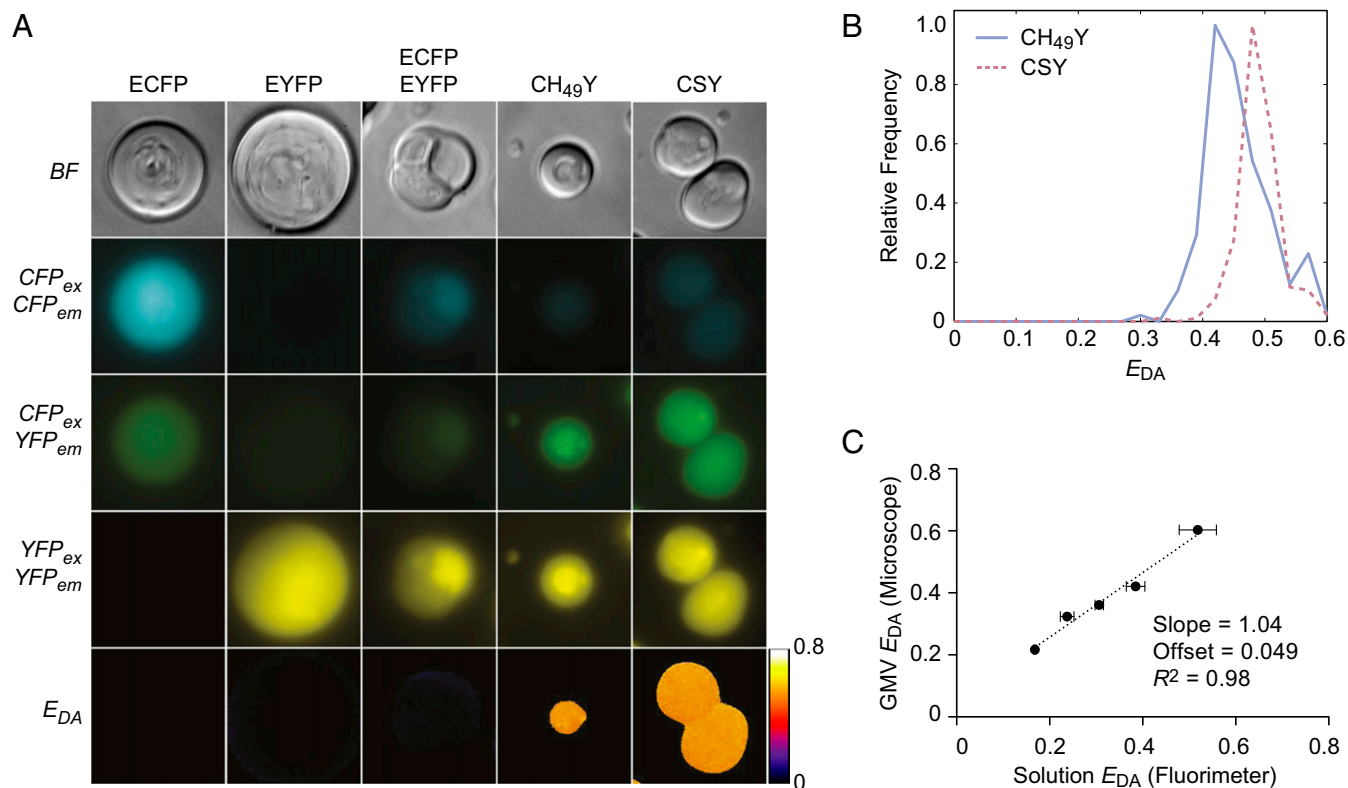 A
ECFP
EYFP
ECFP
EYFP
CH49Y
CSY
BF
CFPex
CFPem
CFPex
YFPem
YFPex
YFPem
EDA
0.8
0
B
Relative Frequency
1.0
0.8
0.6
0.4
0.2
0
CH49Y
CSY
0
0.1
0.2
0.3
0.4
0.5
0.6
EDA
C
GMV EDA (Microscope)
0.8
0.6
0.4
0.2
0
Slope = 1.04
Offset = 0.049
R2 = 0.98
0
0.2
0.4
0.6
0.8
Solution EDA (Fluorimeter)